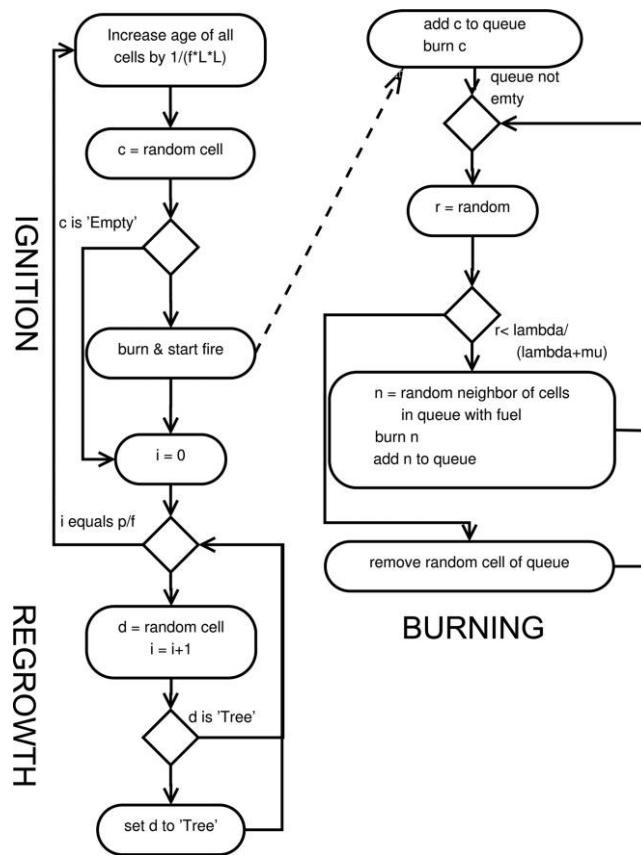 Increase age of all
cells by 1/(f*L*L)
c = random cell
c is 'Empty'
burn & start fire
i = 0
i equals p/f
d = random cell
i = i+1
d is 'Tree'
set d to 'Tree'
IGNITION
REGROWTH
add c to queue
burn c
queue not
emty
r = random
r< lambda/
(lambda+mu)
n = random neighbor of cells
in queue with fuel
burn n
add n to queue
remove random cell of queue
BURNING